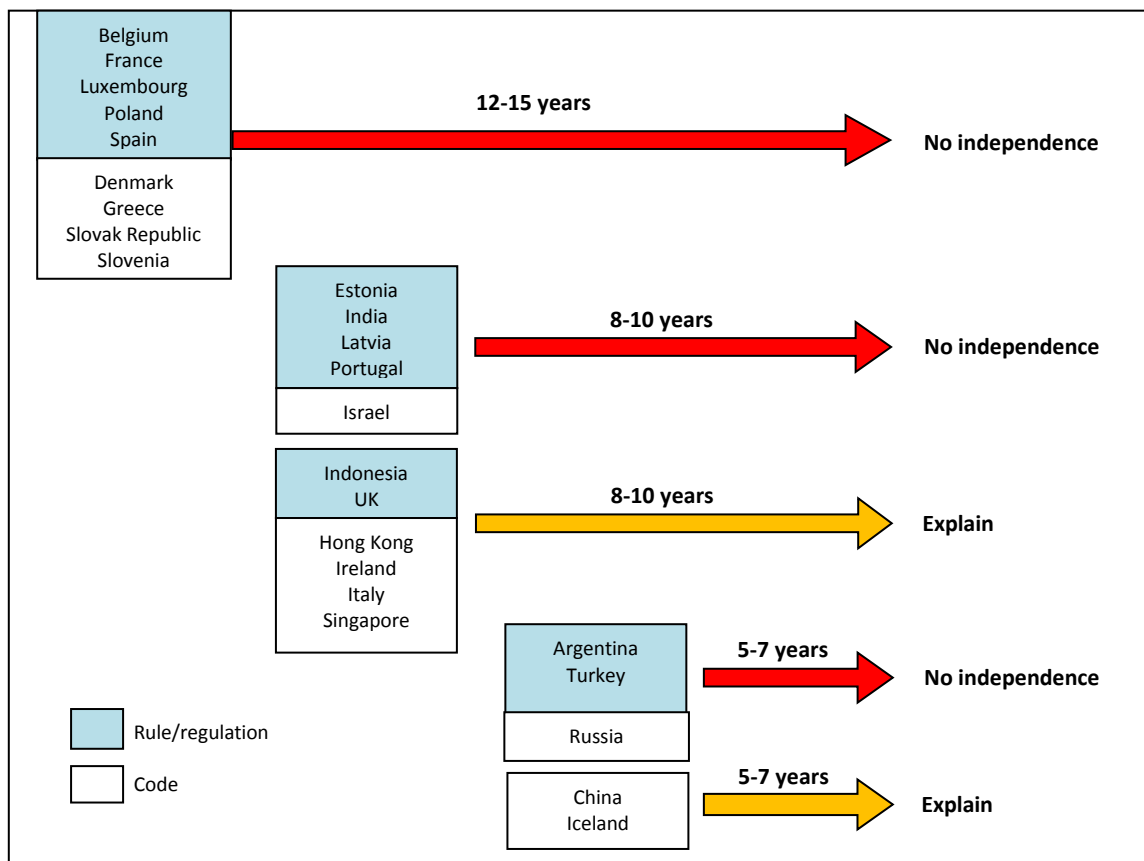 Belgium
France
Luxembourg
Poland
Spain
12-15 years
No independence
Denmark
Greece
Slovak Republic
Slovenia
Estonia
India
Latvia
Portugal
8-10 years
No independence
Israel
Indonesia
UK
8-10 years
Explain
Hong Kong
Ireland
Italy
Singapore
Argentina
Turkey
5-7 years
No independence
Russia
China
Iceland
5-7 years
Explain
Rule/regulation
Code